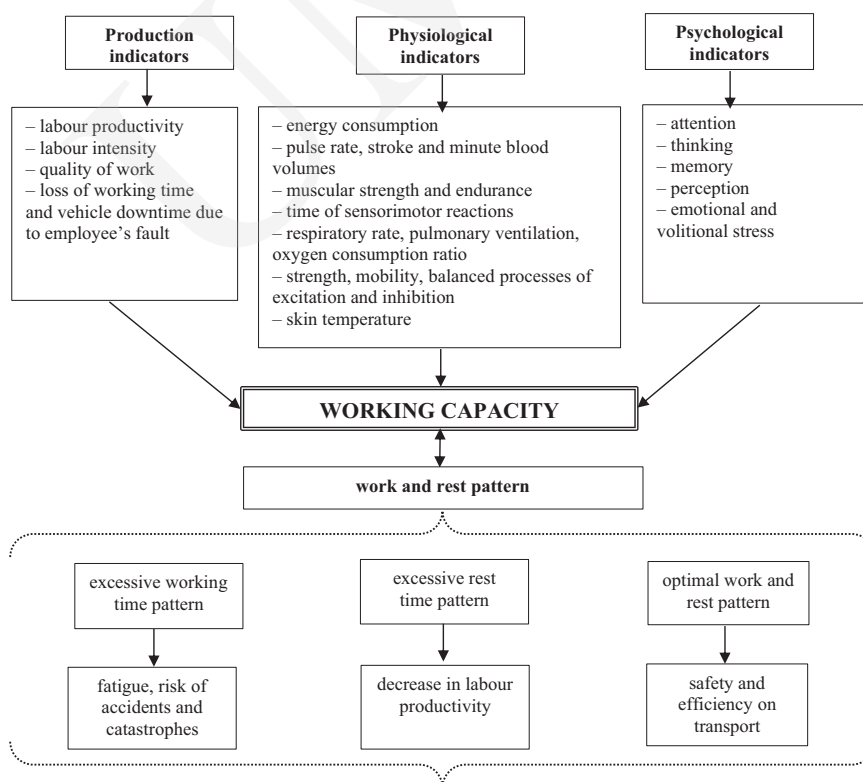 Production
indicators
Physiological
indicators
Psychological
indicators
– labour productivity
– labour intensity
– quality of work
– loss of working time
and vehicle downtime due
to employee’s fault
– energy consumption
– pulse rate, stroke and minute blood
volumes
– muscular strength and endurance
– time of sensorimotor reactions
– respiratory rate, pulmonary ventilation,
oxygen consumption ratio
– strength, mobility, balanced processes of
excitation and inhibition
– skin temperature
– attention
– thinking
– memory
– perception
– emotional and
volitional stress
WORKING CAPACITY
work and rest pattern
excessive working
time pattern
excessive rest
time pattern
optimal work and
rest pattern
fatigue, risk of
accidents and
catastrophes
decrease in labour
productivity
safety and
efficiency on
transport